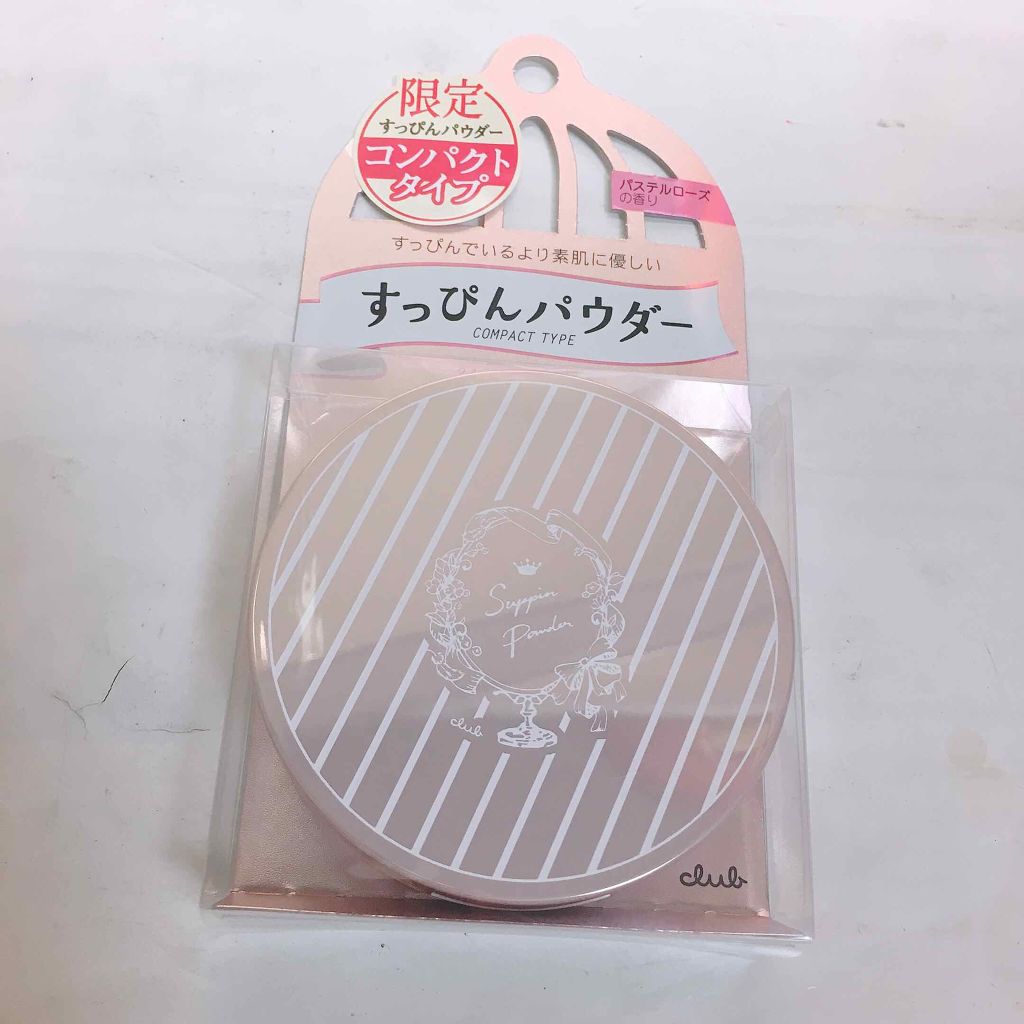 限定
すっぴんパウダー
コンパクト
タイプ
パステルローズ
の香り
すっぴんでいるより素肌に優しい
すっぴんパウダー
COMPACT TYPE
Suppin
Powder
club
club